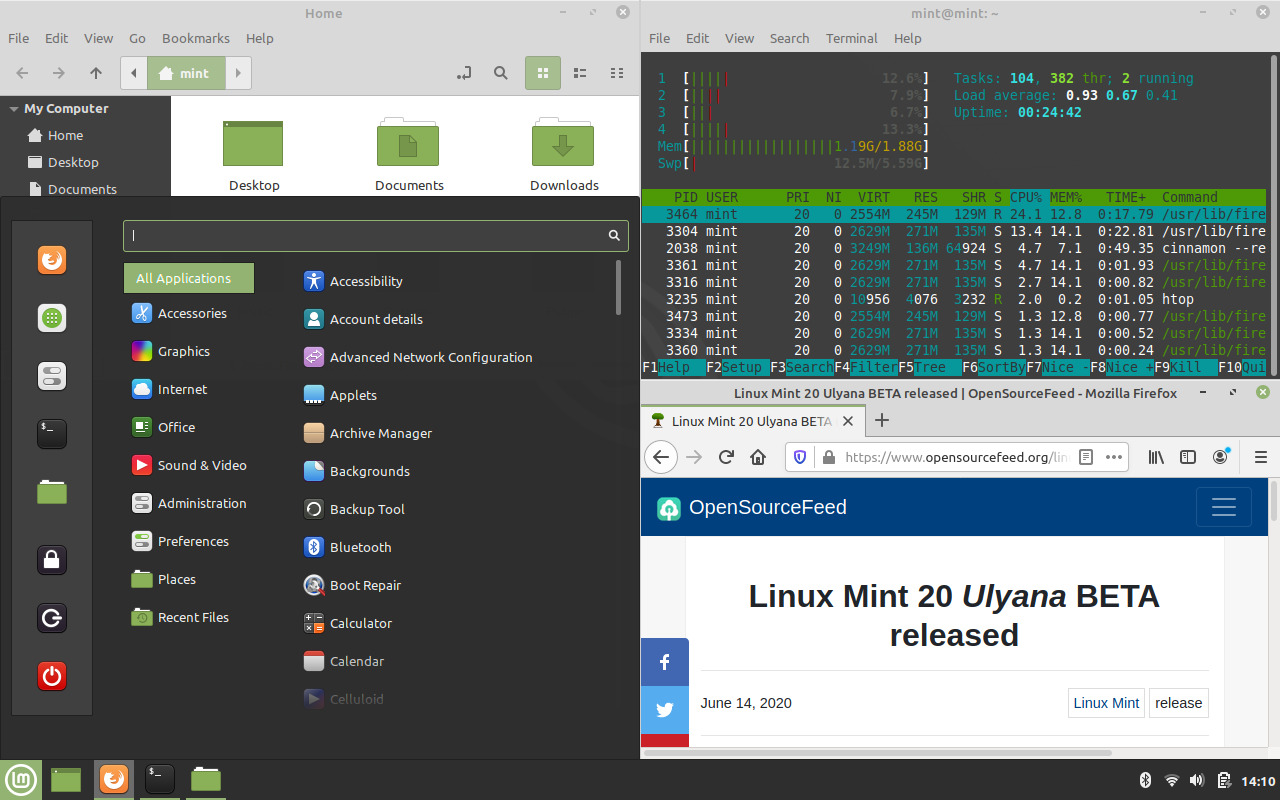 Home
File Edit View Go Bookmarks Help
mint
My Computer
Home
Desktop
Documents
Desktop Documents Downloads
All Applications
Accessories
Graphics
Internet
Office
Sound & Video
Administration
Preferences
Places
Recent Files
Accessibility
Account details
Advanced Network Configuration
Applets
Archive Manager
Backgrounds
Backup Tool
Bluetooth
Boot Repair
Calculator
Calendar
Celluloid
mint@mint: ~
File Edit View Search Terminal Help
1 [||||| 12.6%] Tasks: 104, 382 thr; 2 running
2 [|||| 7.9%] Load average: 0.93 0.67 0.41
3 [||| 6.7%] Uptime: 00:24:42
4 [||||| 13.3%]
Mem[||||||||||||||||||1.19G/1.88G]
Swp[| 12.5M/5.59G]
PID USER PRI NI VIRT RES SHR S CPU% MEM% TIME+ Command
3464 mint 20 0 2554M 245M 129M R 24.1 12.8 0:17.79 /usr/lib/fire
3304 mint 20 0 2629M 271M 135M S 13.4 14.1 0:22.81 /usr/lib/fire
2038 mint 20 0 3249M 136M 64924 S 4.7 7.1 0:49.35 cinnamon --re
3361 mint 20 0 2629M 271M 135M S 4.7 14.1 0:01.93 /usr/lib/fire
3316 mint 20 0 2629M 271M 135M S 2.7 14.1 0:00.82 /usr/lib/fire
3235 mint 20 0 10956 4076 3232 R 2.0 0.2 0:01.05 htop
3473 mint 20 0 2554M 245M 129M S 1.3 12.8 0:00.77 /usr/lib/fire
3334 mint 20 0 2629M 271M 135M S 1.3 14.1 0:00.52 /usr/lib/fire
3360 mint 20 0 2629M 271M 135M S 1.3 14.1 0:00.24 /usr/lib/fire
F1Help F2Setup F3SearchF4FilterF5Tree F6SortByF7Nice -F8Nice +F9Kill F10Qui
Linux Mint 20 Ulyana BETA released | OpenSourceFeed - Mozilla Firefox
Linux Mint 20 Ulyana BETA
https://www.opensourcefeed.org/lin
OpenSourceFeed
Linux Mint 20 Ulyana BETA
released
June 14, 2020 Linux Mint release
14:10